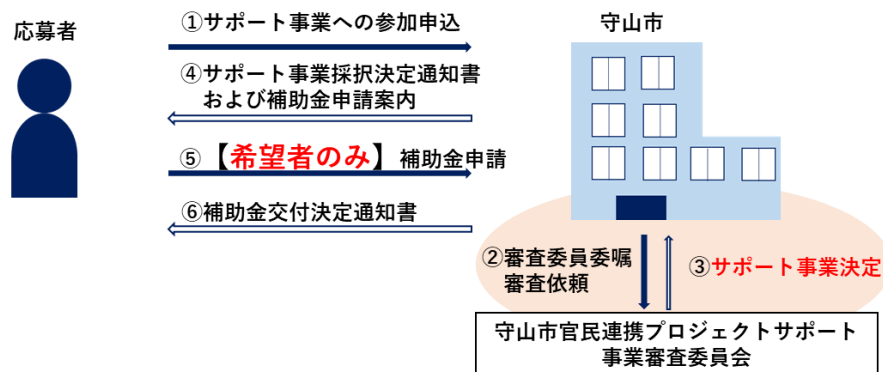 応募者
①サポート事業への参加申込
守山市
④サポート事業採択決定通知書
および補助金申請案内
⑤【希望者のみ】補助金申請
⑥補助金交付決定通知書
②審査委員委嘱
審査依頼
③サポート事業決定
守山市官民連携プロジェクトサポート
事業審査委員会